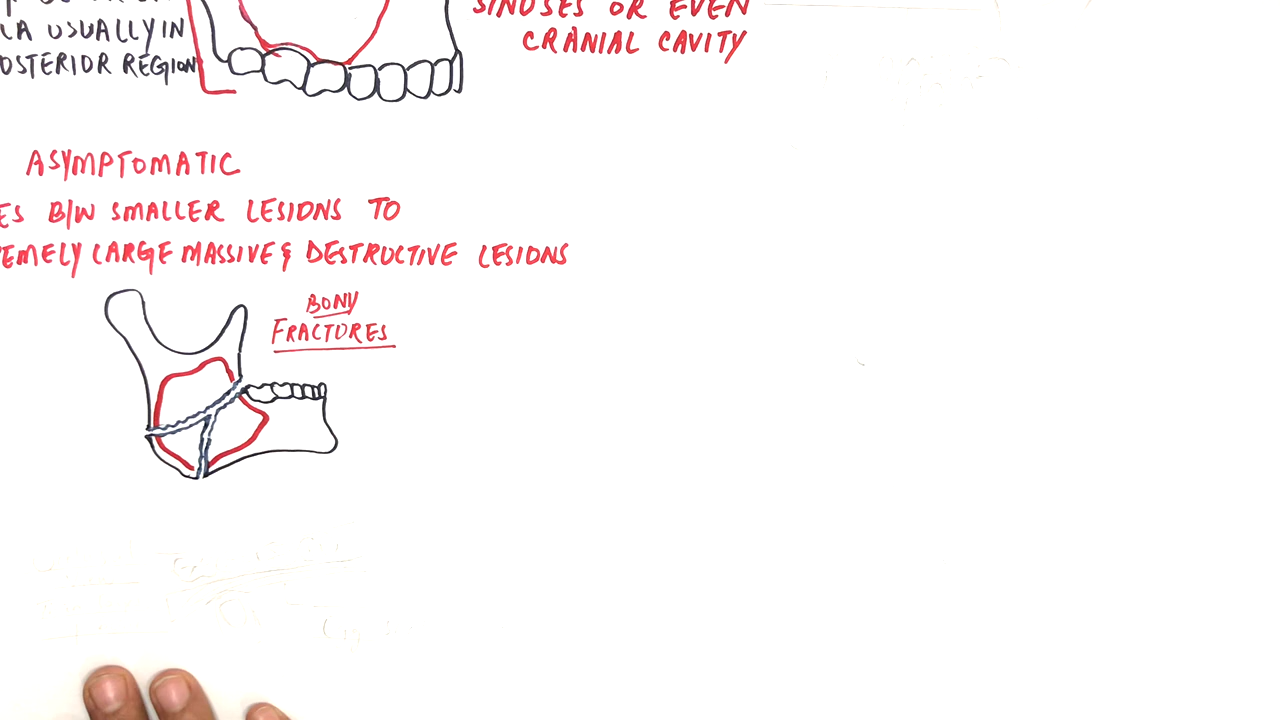 LA USUALLY IN
OSTERIOR REGION
SINUSES OR EVEN
CRANIAL CAVITY
ASYMPTOMATIC
ES B/W SMALLER LESIONS TO
EMELY LARGE MASSIVE & DESTRUCTIVE LESIONS
BONY
FRACTURES